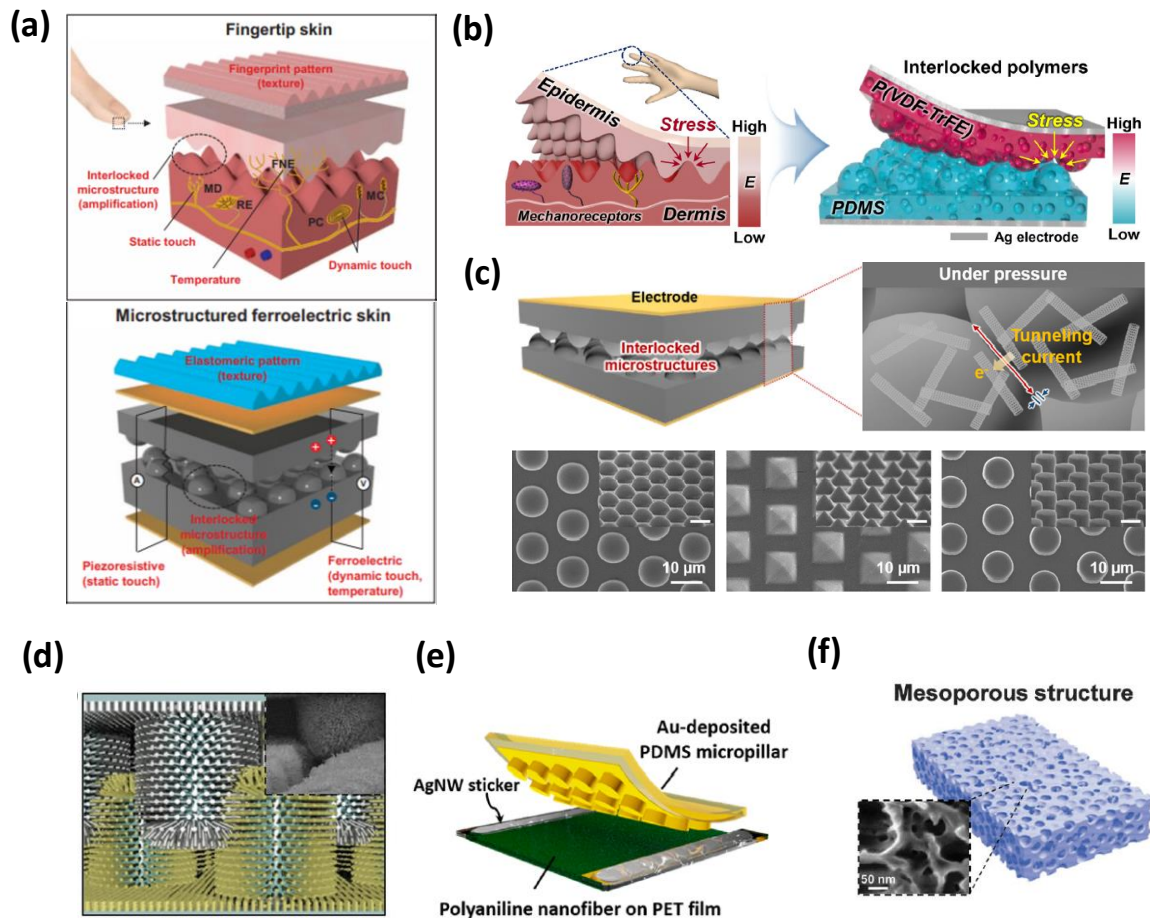 (a)
Fingertip skin
Fingerprint pattern
(texture)
Interlocked
microstructure
(amplification)
FNE
MD
RE
PC
MC
Static touch
Temperature
Dynamic touch
Microstructured ferroelectric skin
Elastomeric pattern
(texture)
A
V
Interlocked
microstructure
(amplification)
Piezoresistive
(static touch)
Ferroelectric
(dynamic touch,
temperature)
(b)
Epidermis
Stress
Mechanoreceptors
Dermis
High
E
Low
Interlocked polymers
P(VDF-TrFE)
Stress
PDMS
High
E
Low
Ag electrode
(c)
Electrode
Interlocked
microstructures
Under pressure
Tunneling
current
e
10 µm
10 µm
10 µm
(d)
(e)
Au-deposited
PDMS micropillar
AgNW sticker
Polyaniline nanofiber on PET film
(f)
Mesoporous structure
50 nm